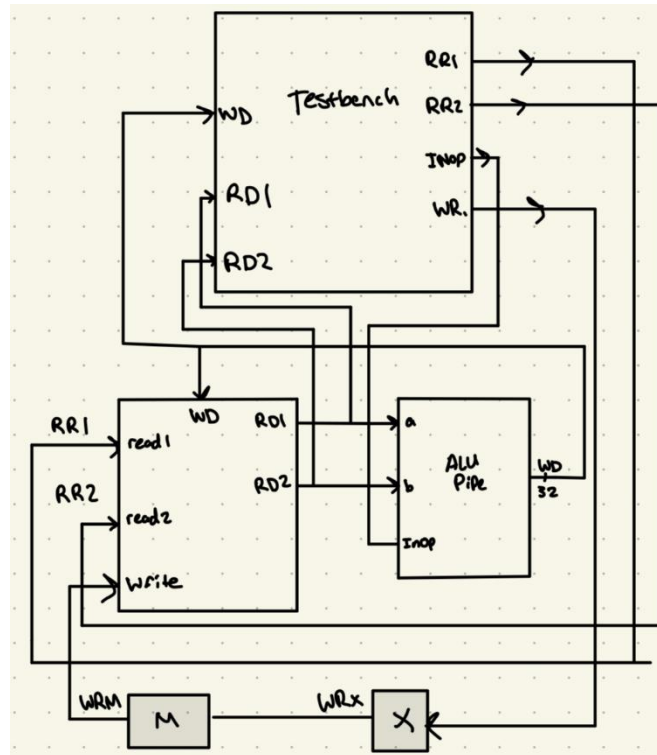 RR1
Testbench
RR2
WD
INOP
RD1
WR.
RD2
WD
RD1
a
RR1
read1
ALU
Pipe
WD
32
RD2
b
RR2
read2
InOp
Write
WRM
WRX
M
X